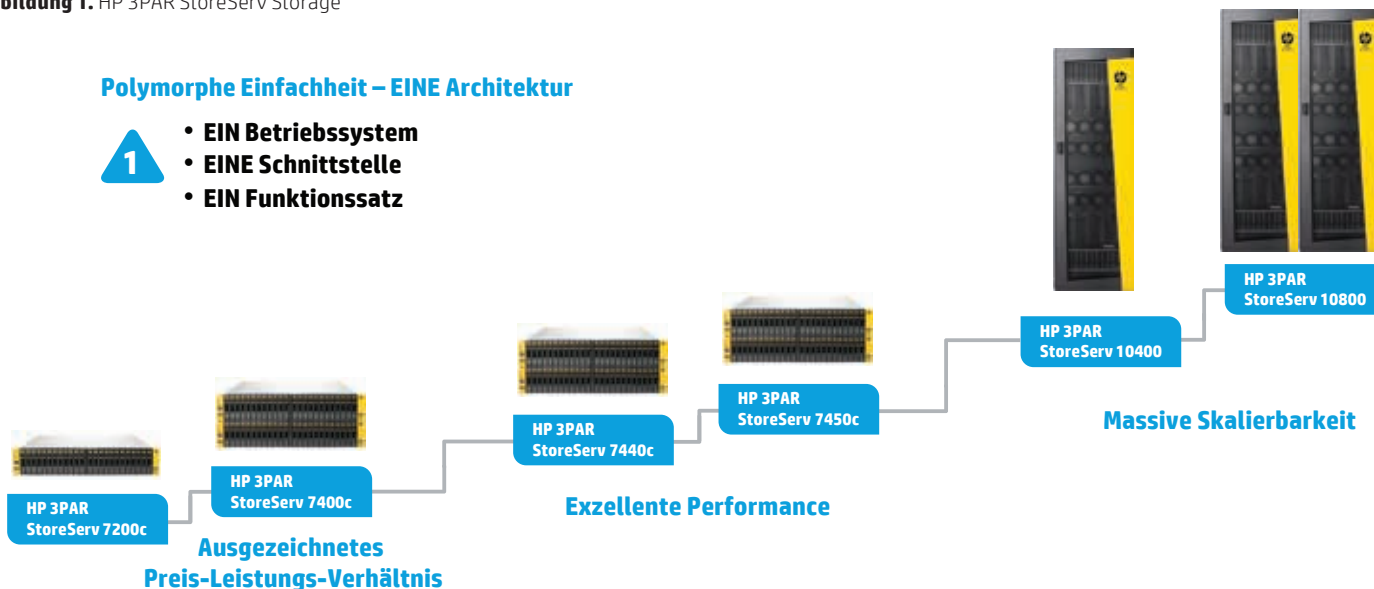 bildung 1. HP 3PAR StoreServ Storage
Polymorphe Einfachheit – EINE Architektur
1
• EIN Betriebssystem
• EINE Schnittstelle
• EIN Funktionssatz
HP 3PAR
StoreServ 10800
HP 3PAR
StoreServ 10400
Massive Skalierbarkeit
HP 3PAR
StoreServ 7450c
HP 3PAR
StoreServ 7440c
Exzellente Performance
HP 3PAR
StoreServ 7400c
HP 3PAR
StoreServ 7200c
Ausgezeichnetes
Preis-Leistungs-Verhältnis